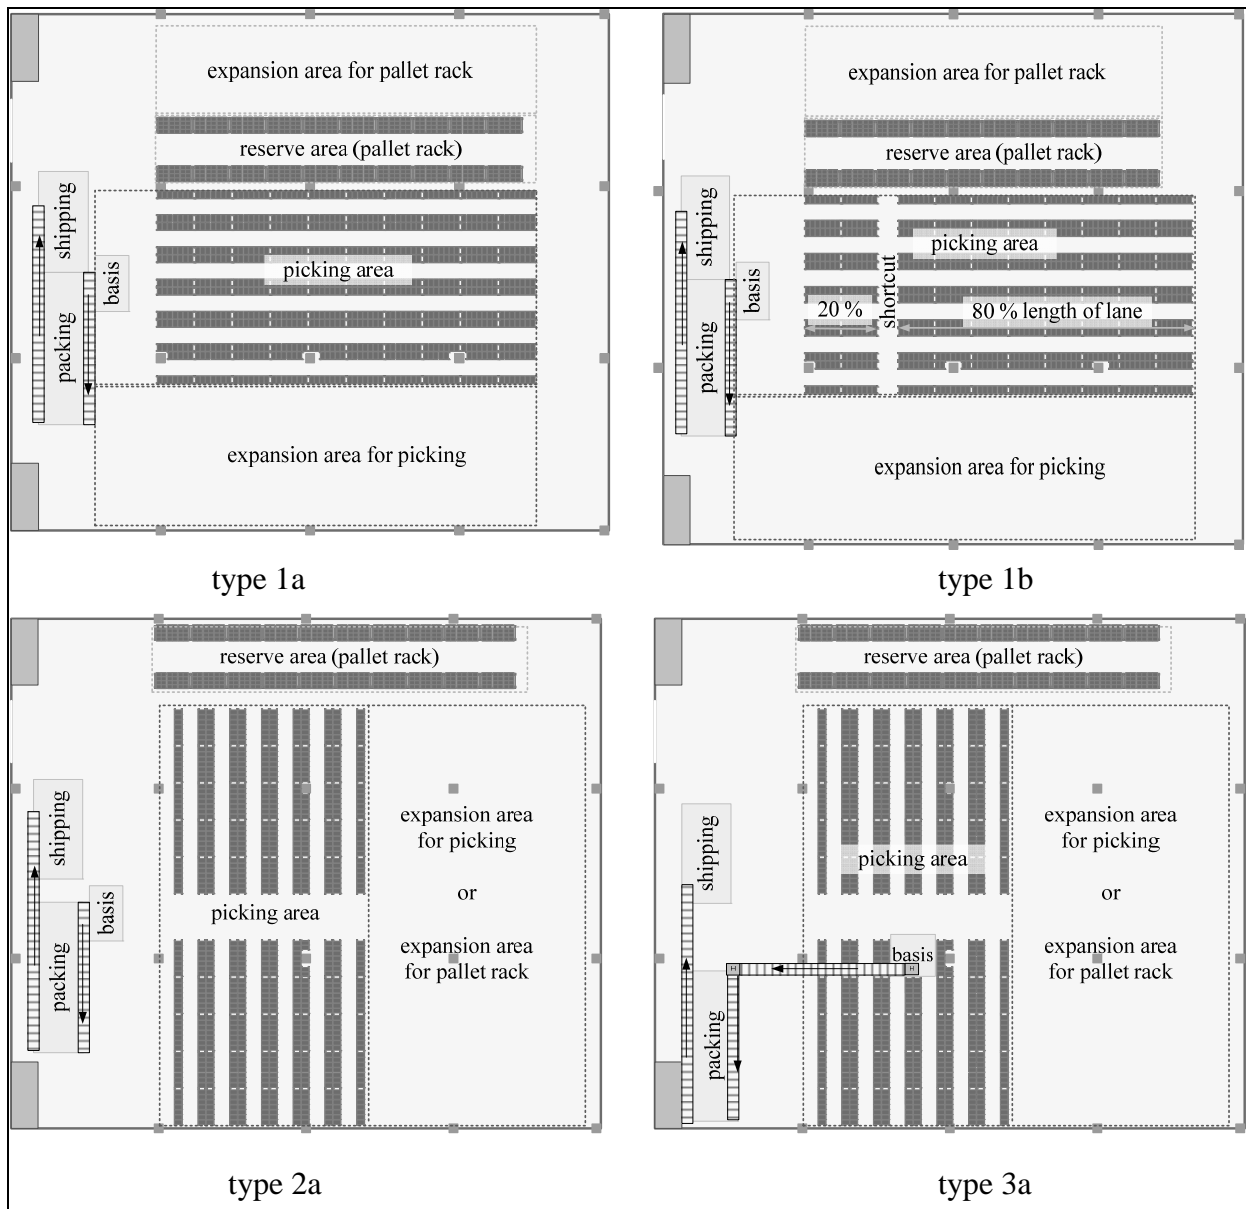 expansion area for pallet rack
reserve area (pallet rack)
shipping
basis
picking area
packing
expansion area for picking
type 1a
expansion area for pallet rack
reserve area (pallet rack)
shipping
picking area
basis
shortcut
20 %
80 % length of lane
packing
expansion area for picking
type 1b
reserve area (pallet rack)
shipping
expansion area
for picking
or
basis
picking area
packing
expansion area
for pallet rack
type 2a
reserve area (pallet rack)
shipping
picking area
expansion area
for picking
or
expansion area
for pallet rack
basis
H
H
packing
type 3a